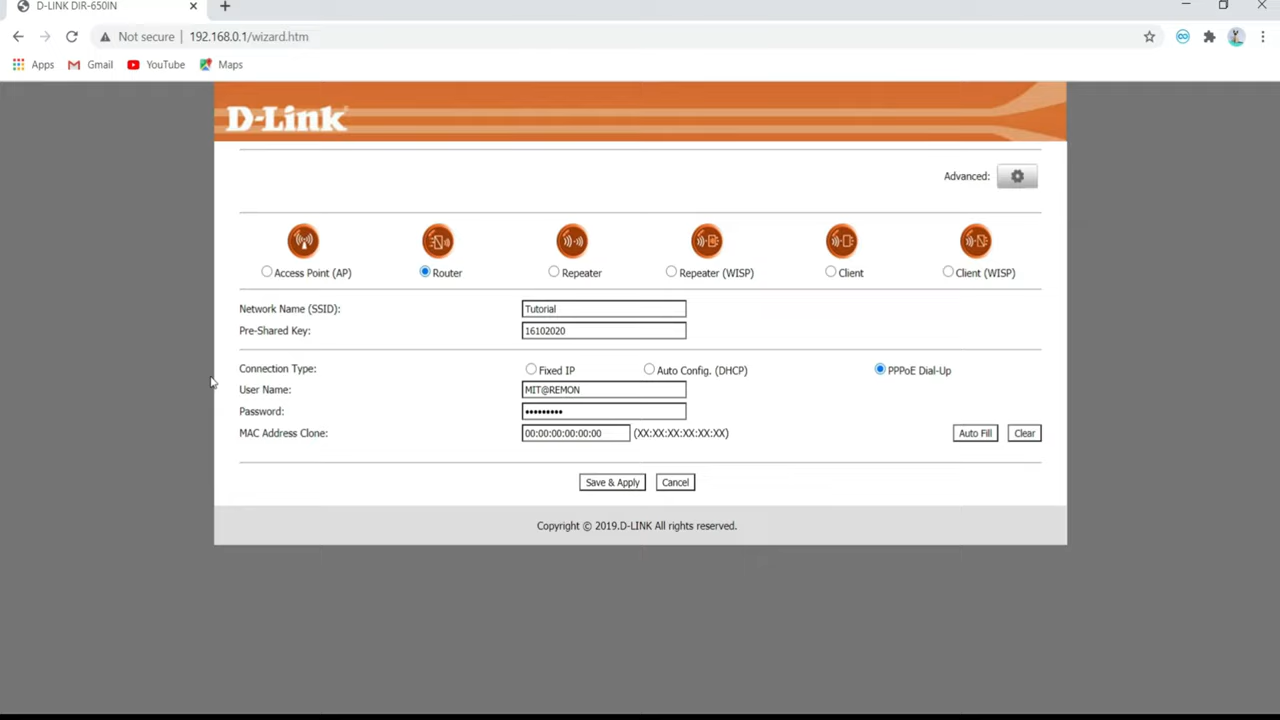 D-LINK DIR-650IN
Not secure | 192.168.0.1/wizard.htm
Apps Gmail YouTube Maps
D-Link
Advanced:
Access Point (AP) Router Repeater Repeater (WISP) Client Client (WISP)
Network Name (SSID): Tutorial
Pre-Shared Key: 16102020
Connection Type: Fixed IP Auto Config. (DHCP) PPPoE Dial-Up
User Name: MIT@REMON
Password: •••••••••
MAC Address Clone: 00:00:00:00:00:00 (XX:XX:XX:XX:XX:XX) Auto Fill Clear
Save & Apply Cancel
Copyright © 2019.D-LINK All rights reserved.